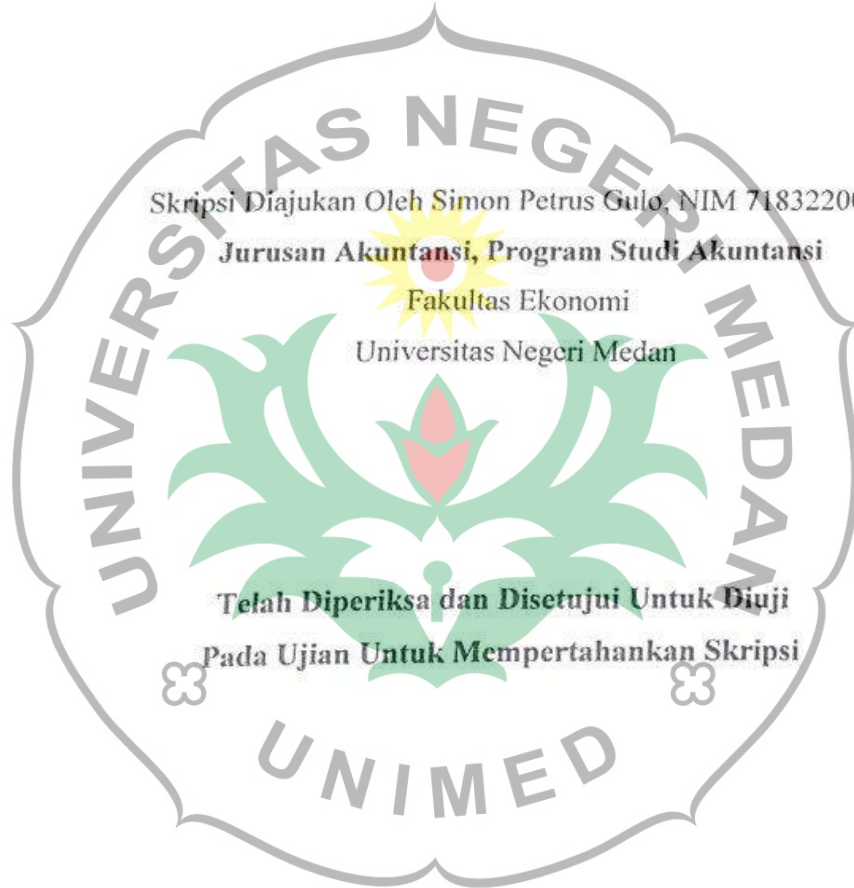 UNIVERSITAS NEGERI MEDAN
Skripsi Diajukan Oleh Simon Petrus Gulo, NIM 71832200
Jurusan Akuntansi, Program Studi Akuntansi
Fakultas Ekonomi
Universitas Negeri Medan
Telah Diperiksa dan Disetujui Untuk Diuji
Pada Ujian Untuk Mempertahankan Skripsi
UNIMED